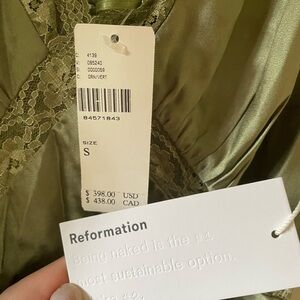 4139
095240
0000059
GRN/VERT
84571843
SIZE
S
$ 398.00 USD
$ 438.00 CAD
Reformation
Being naked is the #1
most sustainable option.